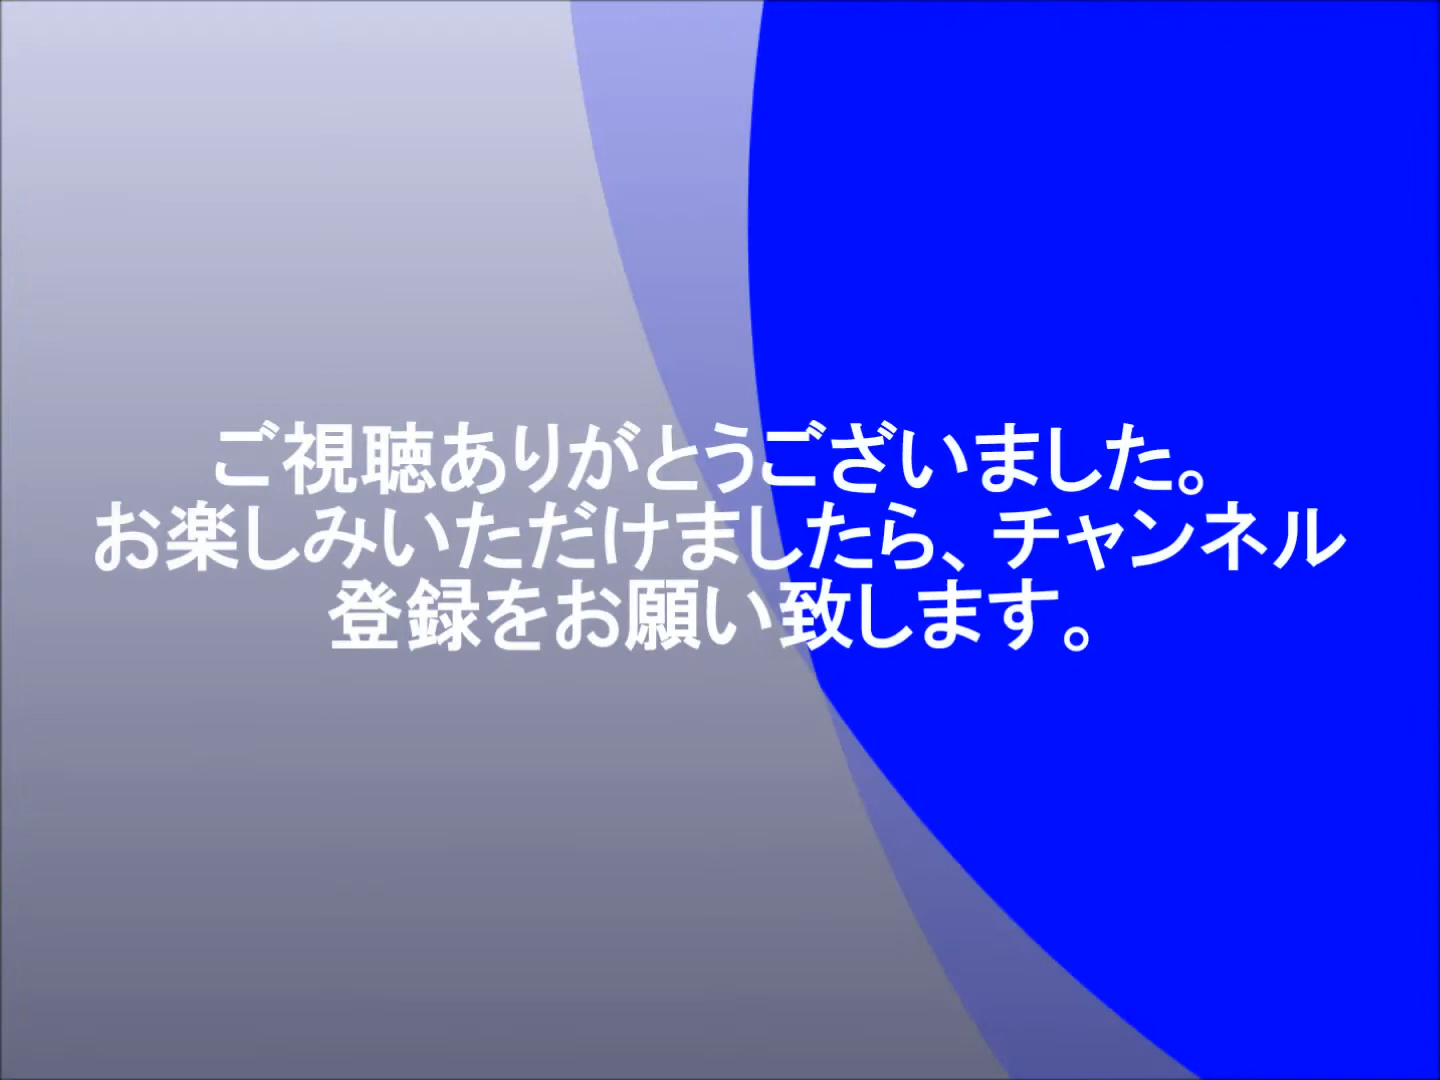 ご視聴ありがとうございました。
お楽しみいただけましたら、チャンネル
登録をお願い致します。